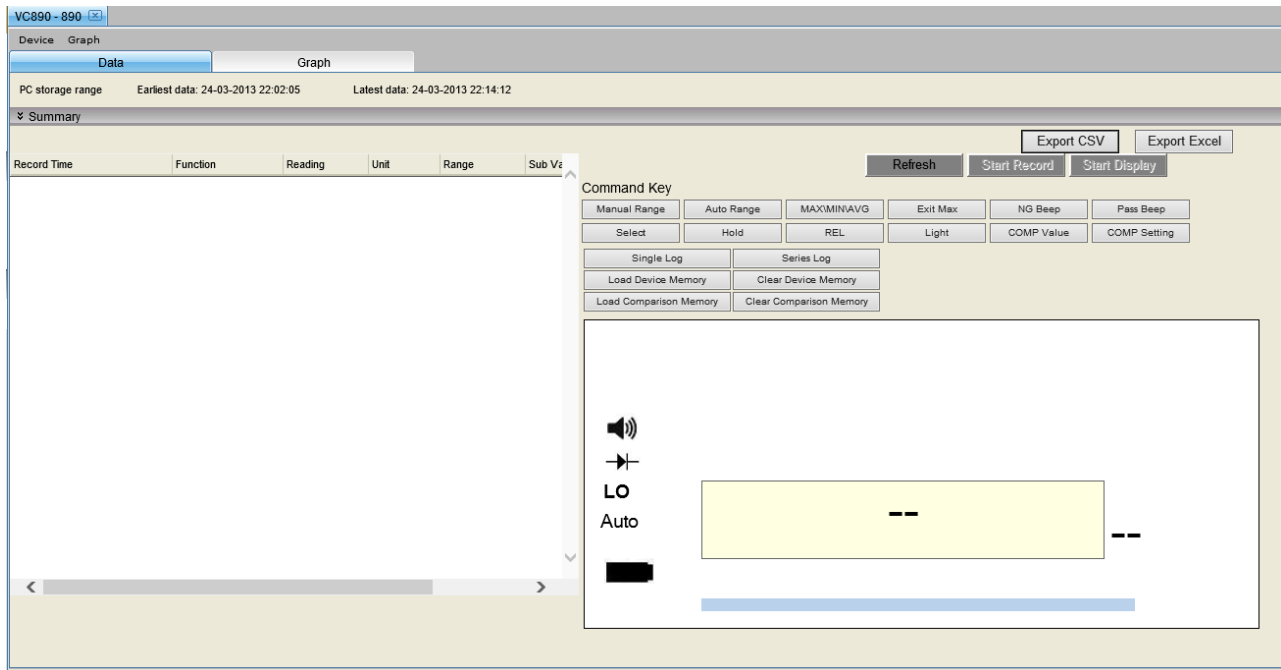 VC890 - 890
Device Graph
Data Graph
PC storage range Earliest data: 24-03-2013 22:02:05 Latest data: 24-03-2013 22:14:12
Summary
Export CSV Export Excel
Record Time Function Reading Unit Range Sub Va
Refresh Start Record Start Display
Command Key
Manual Range Auto Range MAX\MIN\AVG Exit Max NG Beep Pass Beep
Select Hold REL Light COMP Value COMP Setting
Single Log Series Log
Load Device Memory Clear Device Memory
Load Comparison Memory Clear Comparison Memory
LO
Auto
--
--